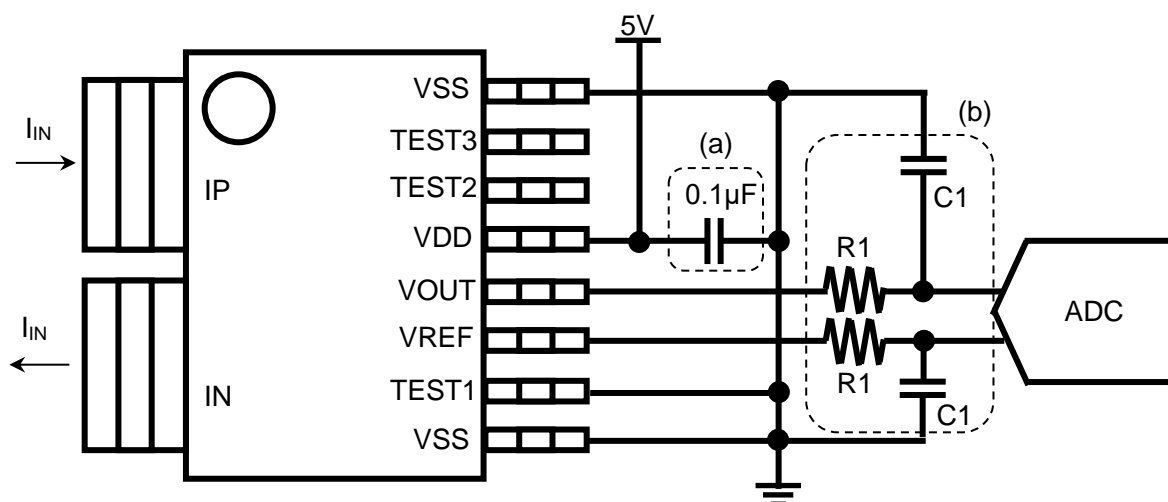 5V
VSS
TEST3
TEST2
VDD
VOUT
VREF
TEST1
VSS
I_IN
IP
I_IN
IN
(a)
0.1µF
(b)
C1
R1
R1
C1
ADC